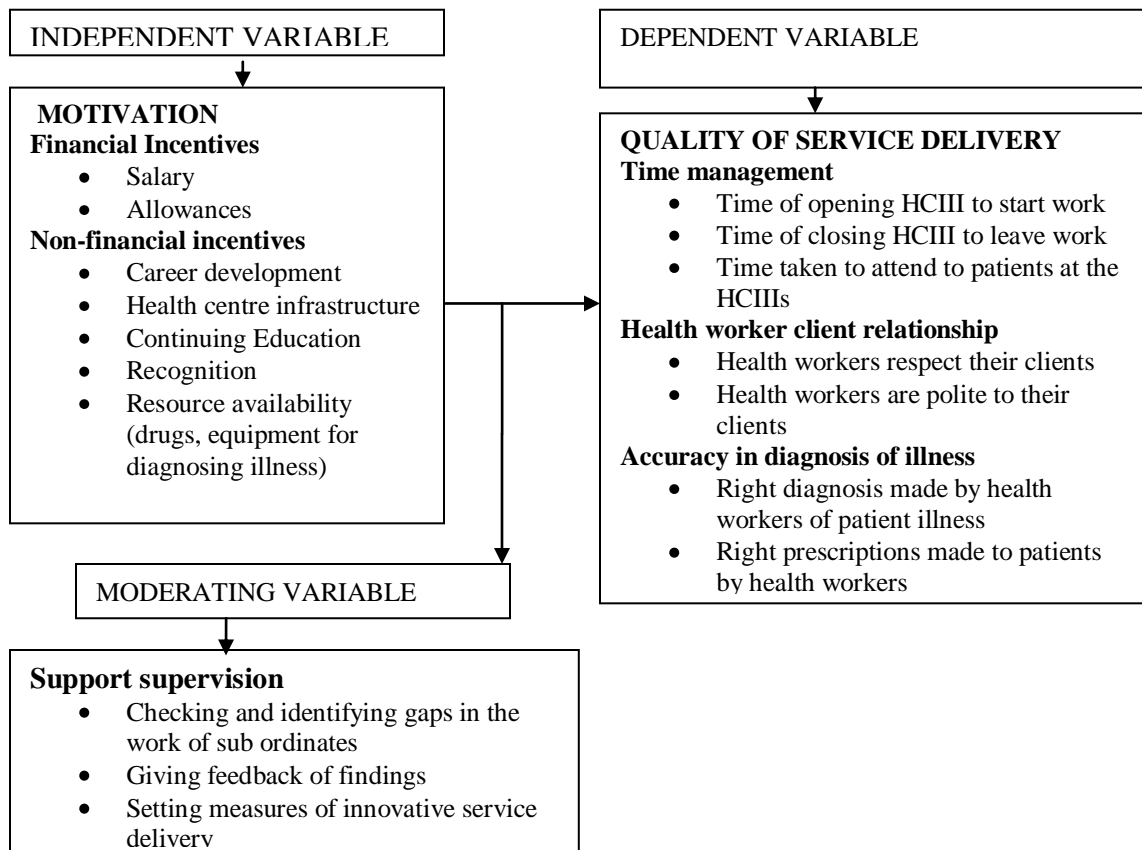 INDEPENDENT VARIABLE
MOTIVATION
Financial Incentives
• Salary
• Allowances
Non-financial incentives
• Career development
• Health centre infrastructure
• Continuing Education
• Recognition
• Resource availability
(drugs, equipment for
diagnosing illness)
DEPENDENT VARIABLE
QUALITY OF SERVICE DELIVERY
Time management
• Time of opening HCIII to start work
• Time of closing HCIII to leave work
• Time taken to attend to patients at the
HCIIIs
Health worker client relationship
• Health workers respect their clients
• Health workers are polite to their
clients
Accuracy in diagnosis of illness
• Right diagnosis made by health
workers of patient illness
• Right prescriptions made to patients
by health workers
MODERATING VARIABLE
Support supervision
• Checking and identifying gaps in the
work of sub ordinates
• Giving feedback of findings
• Setting measures of innovative service
delivery